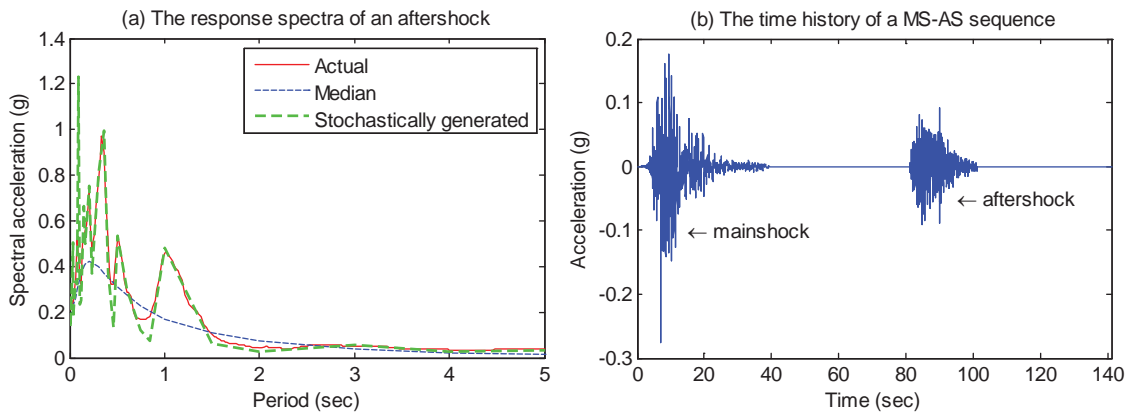 (a) The response spectra of an aftershock
1.4
1.2
1
0.8
0.6
0.4
0.2
0
Spectral acceleration (g)
Actual
Median
Stochastically generated
0 1 2 3 4 5
Period (sec)
(b) The time history of a MS-AS sequence
0.2
0.1
0
-0.1
-0.2
-0.3
Acceleration (g)
← mainshock
← aftershock
0 20 40 60 80 100 120 140
Time (sec)